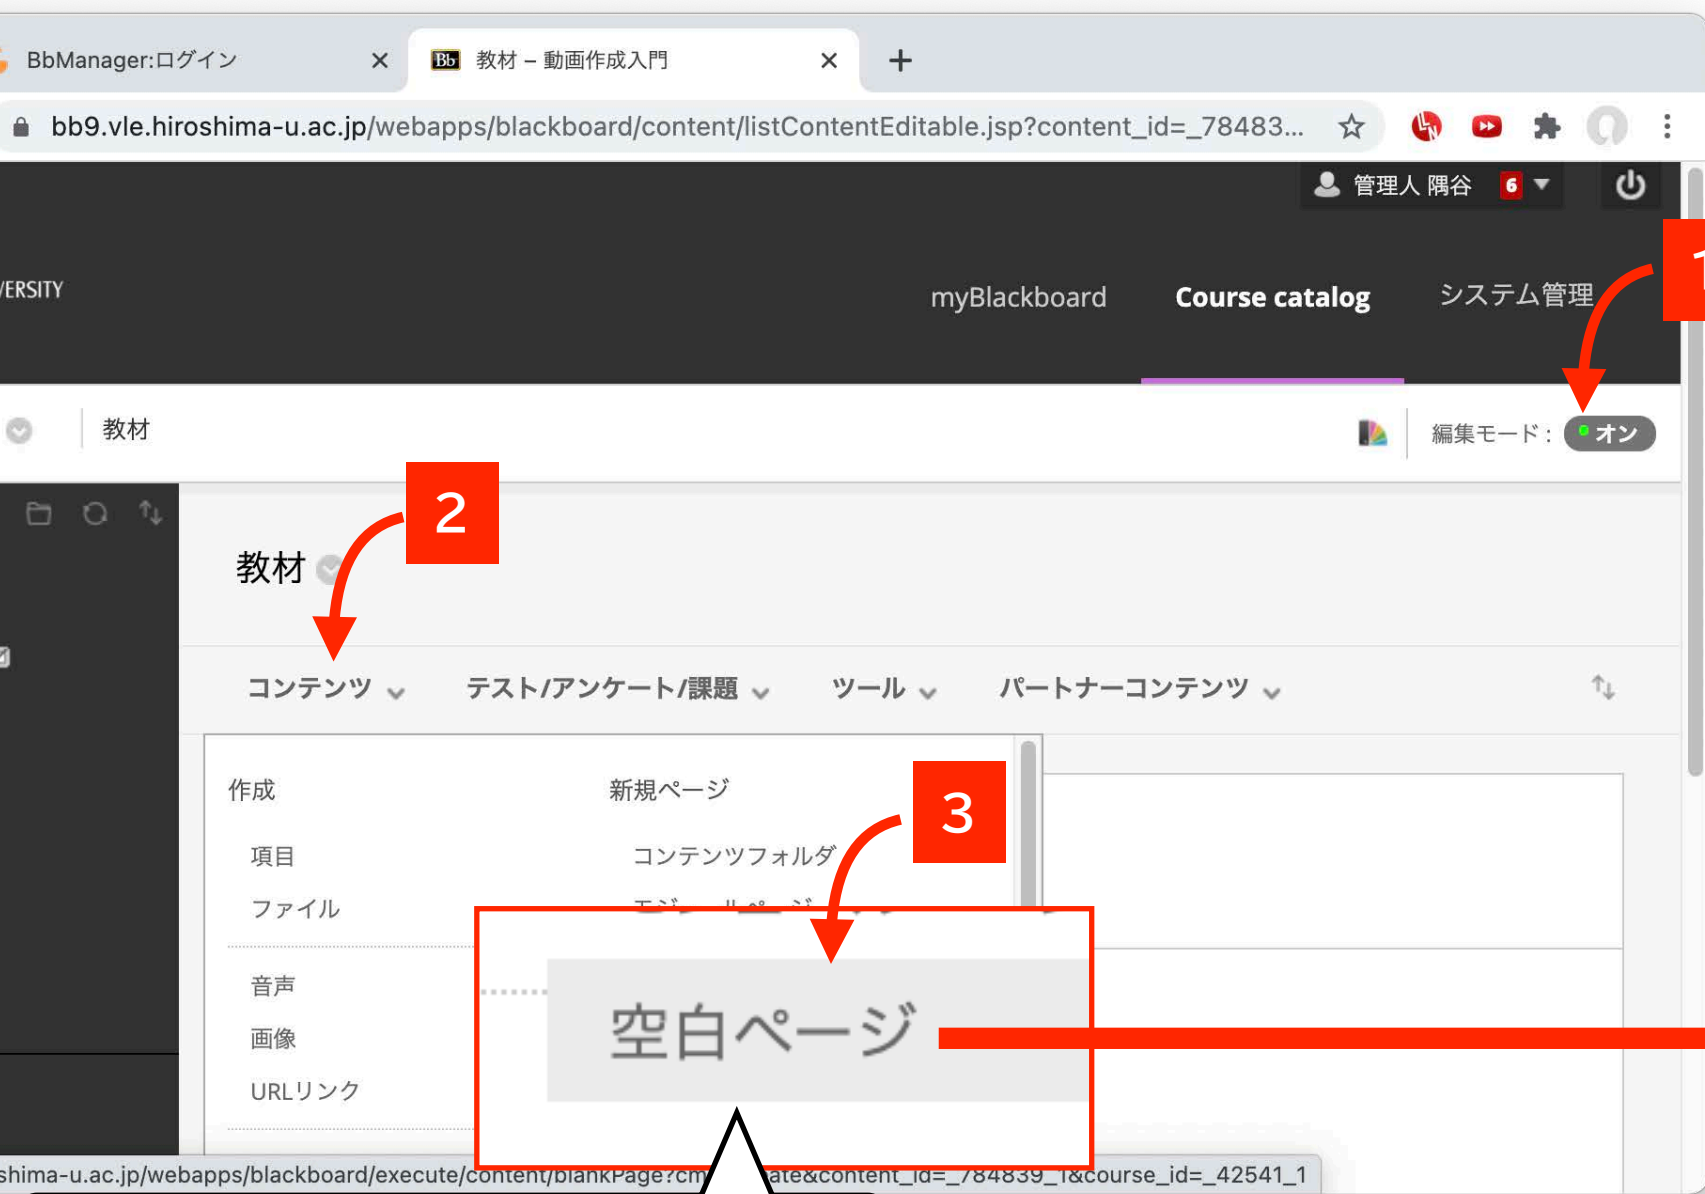 BbManager:ログイン
Bb 教材 – 動画作成入門
bb9.vle.hiroshima-u.ac.jp/webapps/blackboard/content/listContentEditable.jsp?content_id=_78483...
管理人 隅谷 6
1
VERSITY
myBlackboard Course catalog システム管理
教材
編集モード : オン
2
教材
コンテンツ テスト/アンケート/課題 ツール パートナーコンテンツ
作成 新規ページ
3
項目 コンテンツフォルダ
ファイル
音声
空白ページ
画像
URLリンク
shima-u.ac.jp/webapps/blackboard/execute/content/blankPage?cm ate&content_id=_784839_1&course_id=_42541_1